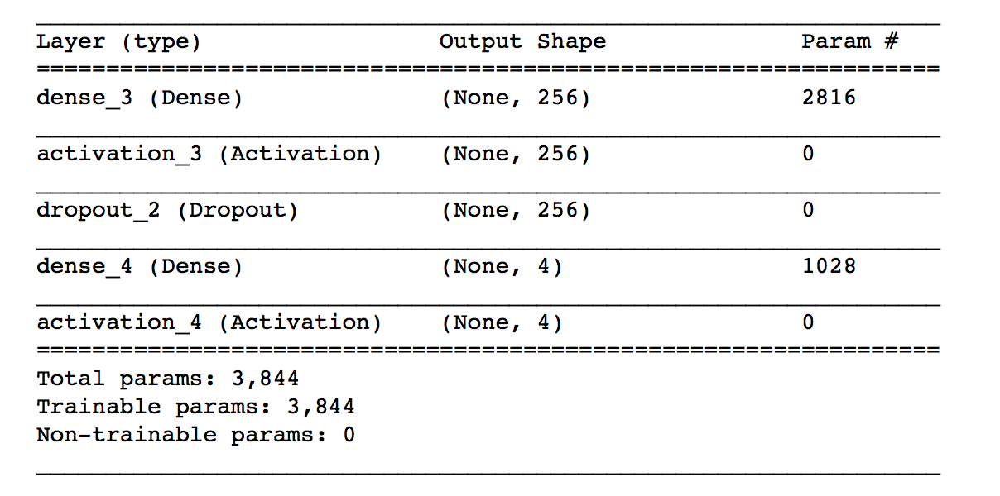 Layer (type) Output Shape Param #
=================================================================
dense_3 (Dense) (None, 256) 2816
_________________________________________________________________
activation_3 (Activation) (None, 256) 0
_________________________________________________________________
dropout_2 (Dropout) (None, 256) 0
_________________________________________________________________
dense_4 (Dense) (None, 4) 1028
_________________________________________________________________
activation_4 (Activation) (None, 4) 0
=================================================================
Total params: 3,844
Trainable params: 3,844
Non-trainable params: 0
_________________________________________________________________